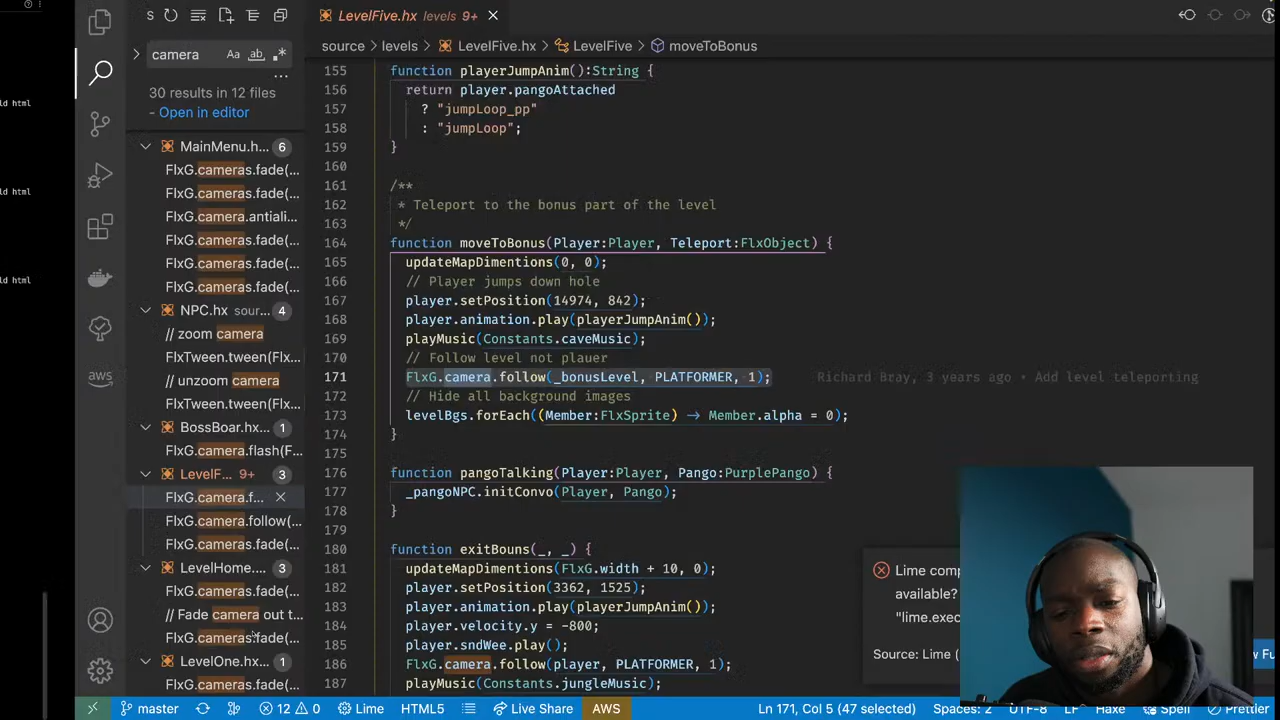 LevelFive.hx levels 9+
source > levels > LevelFive.hx > LevelFive > moveToBonus
S
camera
Aa
ab
30 results in 12 files
- Open in editor
MainMenu.h... 6
FlxG.cameras.fade(...
FlxG.cameras.fade(...
FlxG.camera.antiali...
FlxG.cameras.fade(...
FlxG.cameras.fade(...
FlxG.cameras.fade(...
NPC.hx sour... 4
// zoom camera
FlxTween.tween(Flx...
// unzoom camera
FlxTween.tween(Flx...
BossBoar.hx... 1
FlxG.camera.flash(F...
LevelF... 9+ 3
FlxG.camera.f...
FlxG.camera.follow(...
FlxG.cameras.fade(...
LevelHome.... 3
FlxG.cameras.fade(...
// Fade camera out t...
FlxG.cameras.fade(...
LevelOne.hx... 1
FlxG.cameras.fade(...
ld html
ld html
ld html
aws
155 function playerJumpAnim():String {
156 return player.pangoAttached
157 ? "jumpLoop_pp"
158 : "jumpLoop";
159 }
160
161 /**
162 * Teleport to the bonus part of the level
163 */
164 function moveToBonus(Player:Player, Teleport:FlxObject) {
165 updateMapDimentions(0, 0);
166 // Player jumps down hole
167 player.setPosition(14974, 842);
168 player.animation.play(playerJumpAnim());
169 playMusic(Constants.caveMusic);
170 // Follow level not plauer
171 FlxG.camera.follow(_bonusLevel, PLATFORMER, 1); Richard Bray, 3 years ago • Add level teleporting
172 // Hide all background images
173 levelBgs.forEach((Member:FlxSprite) → Member.alpha = 0);
174 }
175
176 function pangoTalking(Player:Player, Pango:PurplePango) {
177 _pangoNPC.initConvo(Player, Pango);
178 }
179
180 function exitBouns(_, _) {
181 updateMapDimentions(FlxG.width + 10, 0);
182 player.setPosition(3362, 1525);
183 player.animation.play(playerJumpAnim());
184 player.velocity.y = -800;
185 player.sndWee.play();
186 FlxG.camera.follow(player, PLATFORMER, 1);
187 playMusic(Constants.jungleMusic);
Lime comp
available?
"lime.exec
Source: Lime (
w Fu
master 12 0 Lime HTML5 Live Share AWS Ln 171, Col 5 (47 selected) Spaces: 2 UTF-8 LF Haxe Spell Prettier